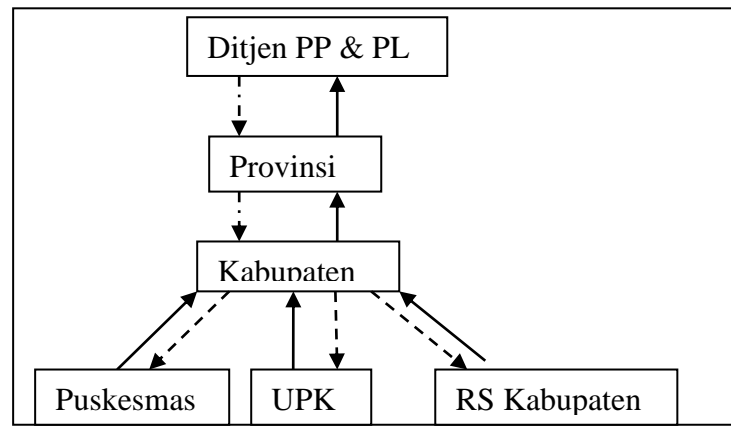 Ditjen PP & PL
Provinsi
Kabupaten
Puskesmas
UPK
RS Kabupaten